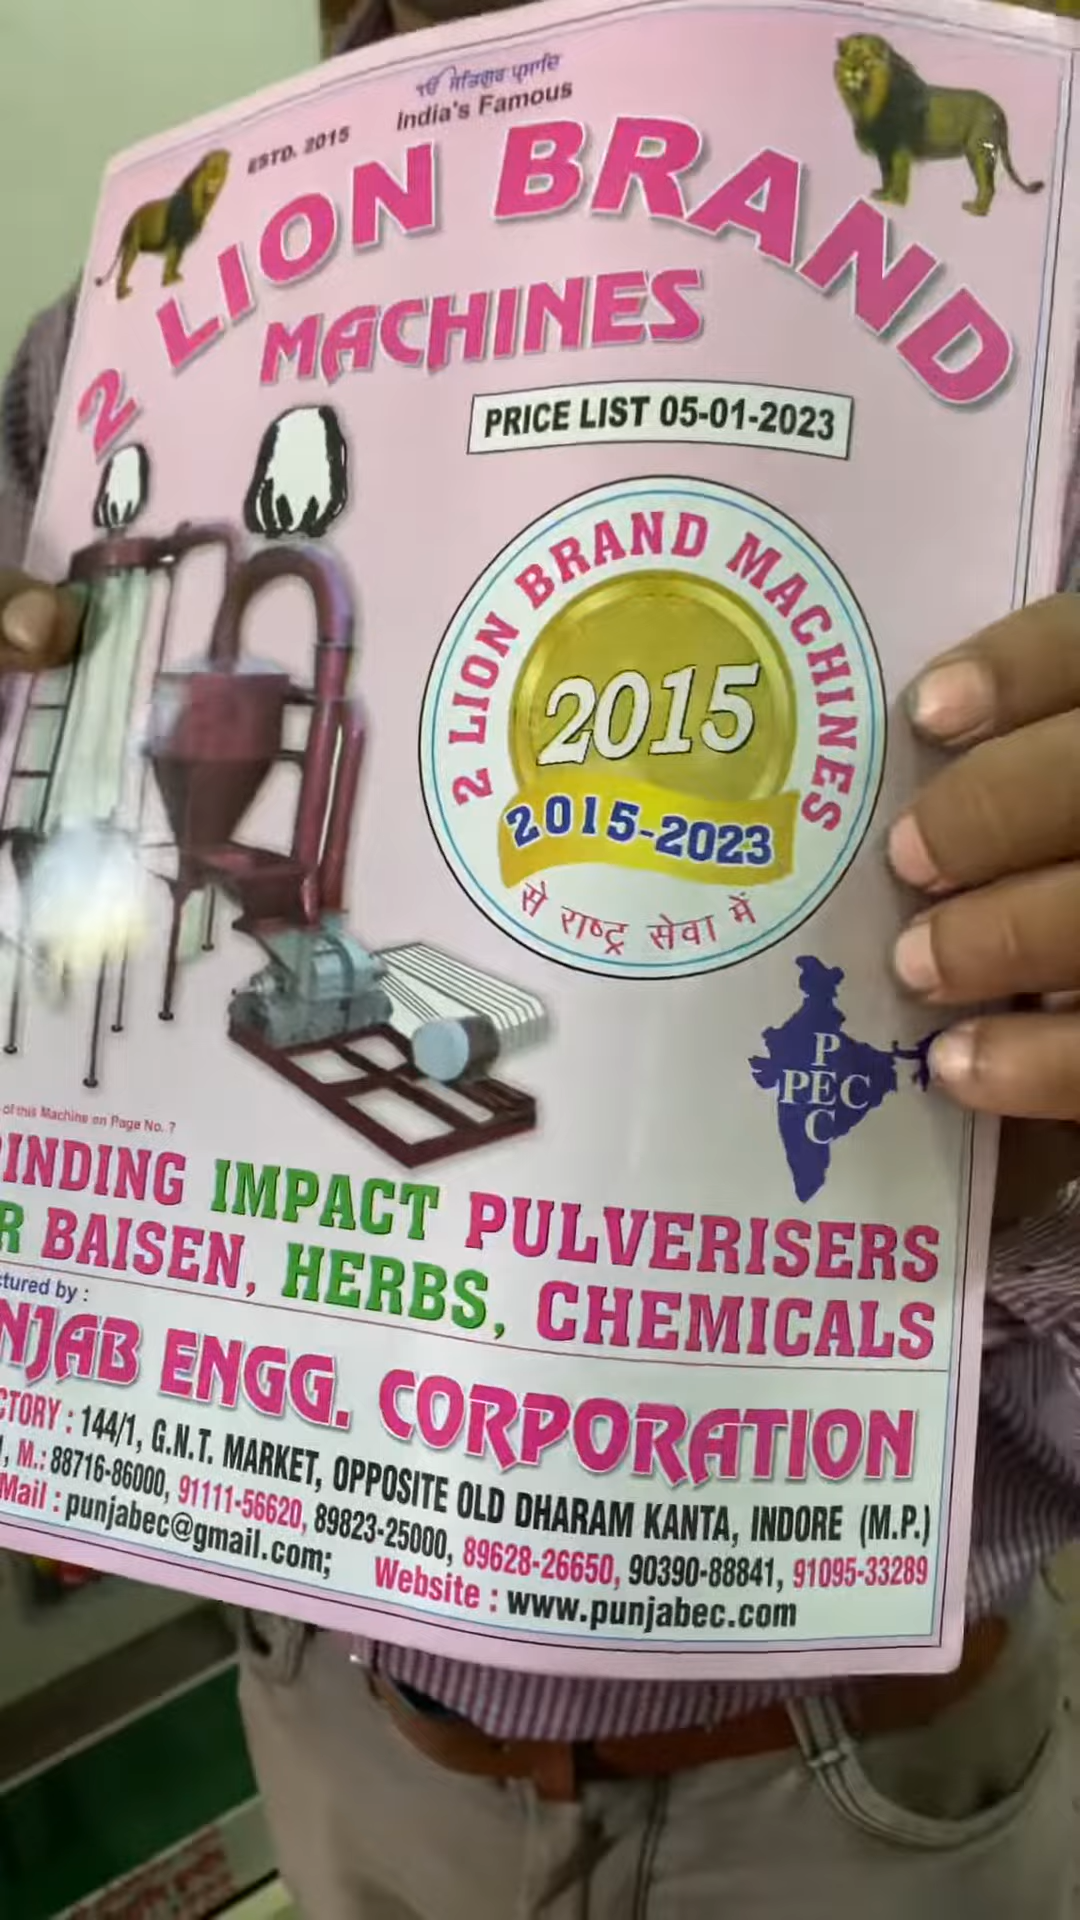 ੴ ਸਤਿਗੁਰ ਪ੍ਰਸਾਦਿ
ESTD. 2015
India's Famous
2 LION BRAND
MACHINES
PRICE LIST 05-01-2023
2 LION BRAND MACHINES
2015
2015-2023
से राष्ट्र सेवा में
P
PEC
C
of this Machine on Page No. 7
INDING IMPACT PULVERISERS
R BAISEN, HERBS, CHEMICALS
ctured by :
NJAB ENGG. CORPORATION
CTORY : 144/1, G.N.T. MARKET, OPPOSITE OLD DHARAM KANTA, INDORE (M.P.)
M.: 88716-86000, 91111-56620, 89823-25000, 89628-26650, 90390-88841, 91095-33289
Mail : punjabec@gmail.com; Website : www.punjabec.com